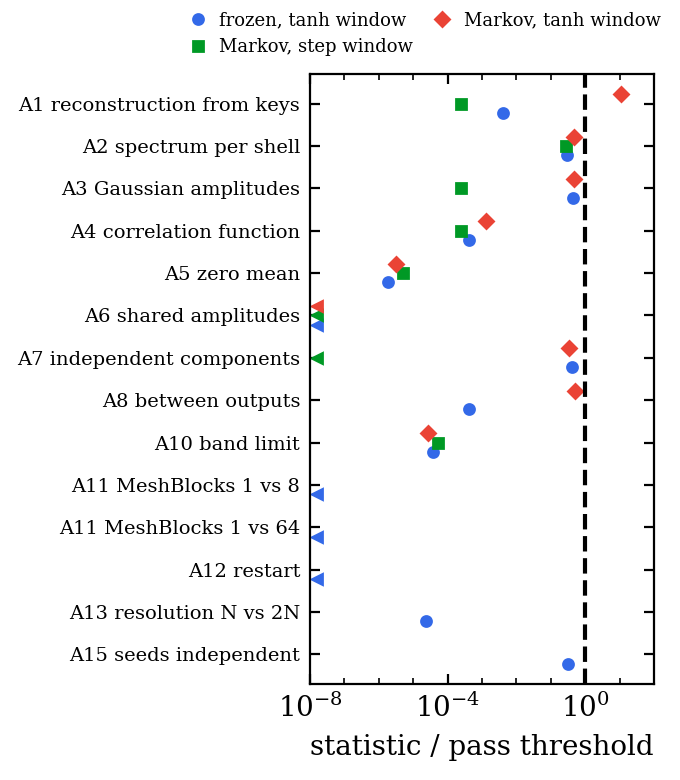 frozen, tanh window
Markov, tanh window
Markov, step window
A1 reconstruction from keys
A2 spectrum per shell
A3 Gaussian amplitudes
A4 correlation function
A5 zero mean
A6 shared amplitudes
A7 independent components
A8 between outputs
A10 band limit
A11 MeshBlocks 1 vs 8
A11 MeshBlocks 1 vs 64
A12 restart
A13 resolution N vs 2N
A15 seeds independent
10⁻⁸ 10⁻⁴ 10⁰
statistic / pass threshold